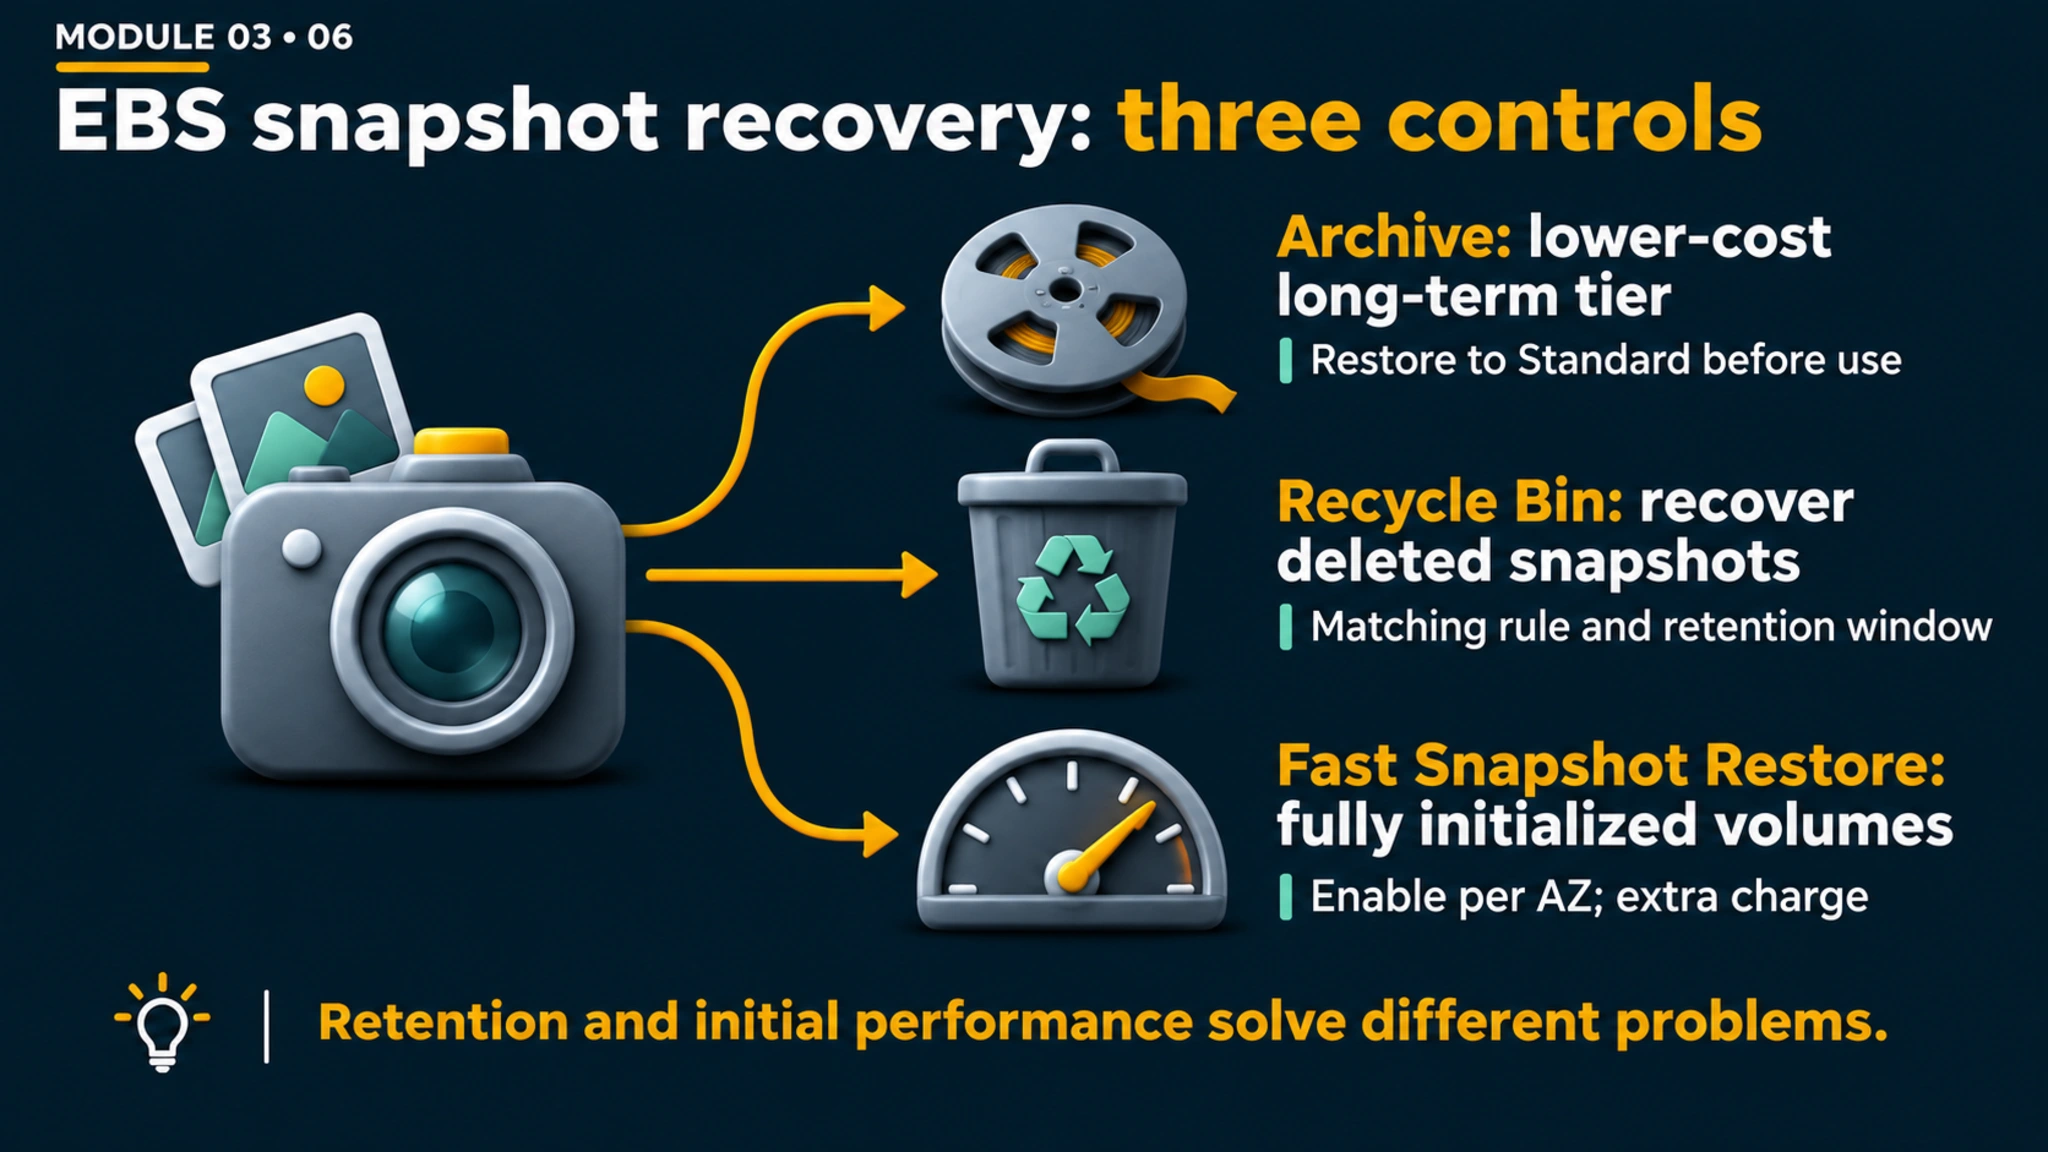 MODULE 03 • 06
EBS snapshot recovery: three controls
Archive: lower-cost
long-term tier
Restore to Standard before use
Recycle Bin: recover
deleted snapshots
Matching rule and retention window
Fast Snapshot Restore:
fully initialized volumes
Enable per AZ; extra charge
Retention and initial performance solve different problems.